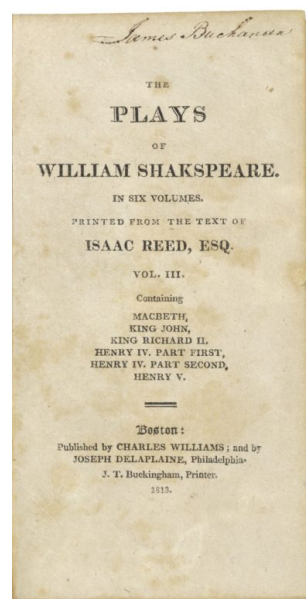 James Buchanan
THE
PLAYS
OF
WILLIAM SHAKSPEARE.
IN SIX VOLUMES.
PRINTED FROM THE TEXT OF
ISAAC REED, ESQ.
VOL. III.
Containing
MACBETH,
KING JOHN,
KING RICHARD II.
HENRY IV. PART FIRST,
HENRY IV. PART SECOND,
HENRY V.
Boston:
Published by CHARLES WILLIAMS; and by
JOSEPH DELAPLAINE, Philadelphia.
J. T. Buckingham, Printer.
1813.